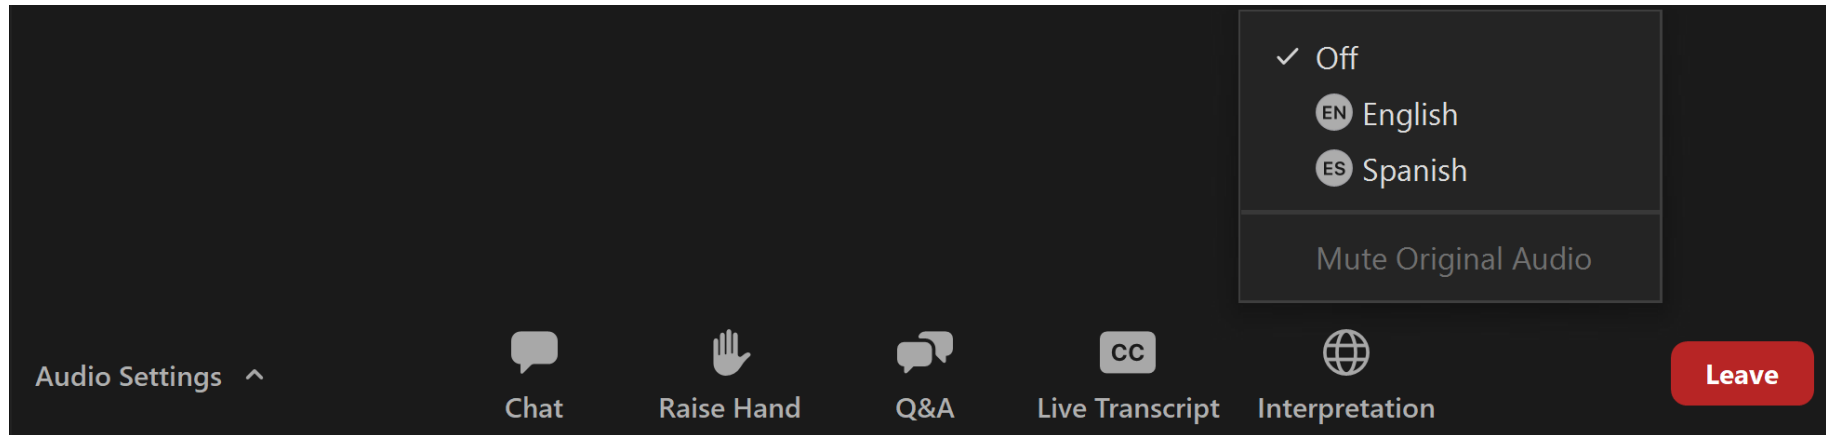 Off
EN English
ES Spanish
Mute Original Audio
Audio Settings
CC
Chat
Raise Hand
Q&A
Live Transcript
Interpretation
Leave